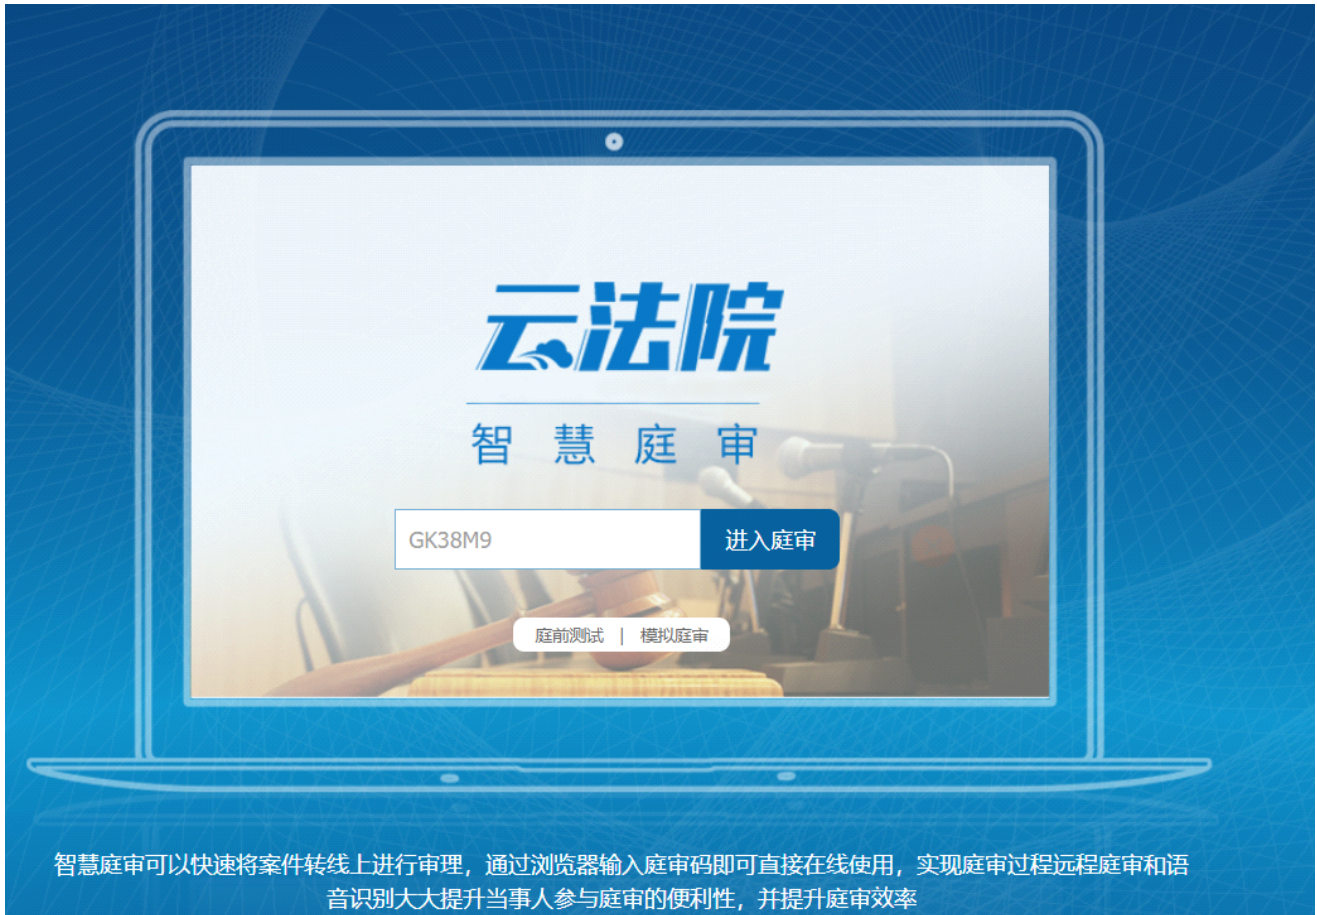 云法院
智慧庭审
GK38M9
进入庭审
庭前测试 | 模拟庭审
智慧庭审可以快速将案件转线上进行审理，通过浏览器输入庭审码即可直接在线使用，实现庭审过程远程庭审和语
音识别大大提升当事人参与庭审的便利性，并提升庭审效率